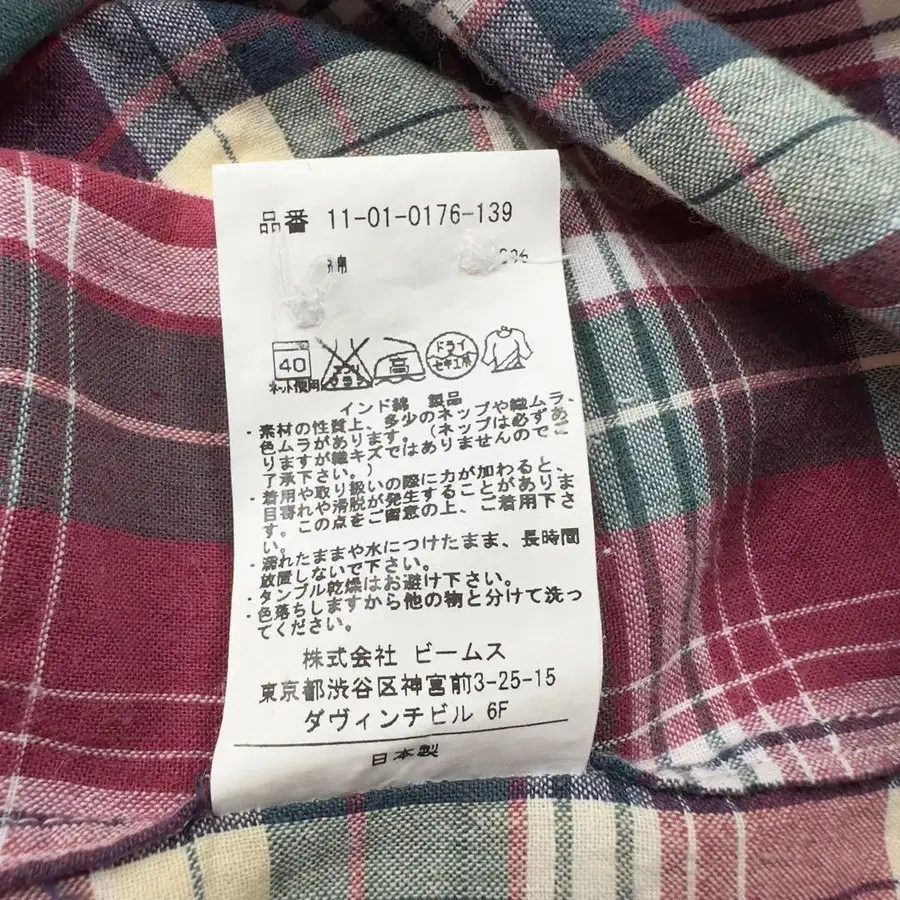 品番 11-01-0176-139
綿
40
ネット使用
高
ドライ
セキユ系
インド綿 製品
・素材の性質上、多少のネップや織ムラ、
色ムラがあります。(ネップは必ずあ
りますが織キズではありませんのでご
了承下さい。)
・着用や取り扱いの際に力が加わると、
目寄れや滑脱が発生することがありま
す。この点をご留意の上、ご着用下さ
い。
・濡れたままや水につけたまま、長時間
放置しないで下さい。
・タンブル乾燥はお避け下さい。
・色落ちしますから他の物と分けて洗っ
てください。
株式会社 ビームス
東京都渋谷区神宮前3-25-15
ダヴィンチビル 6F
日本製